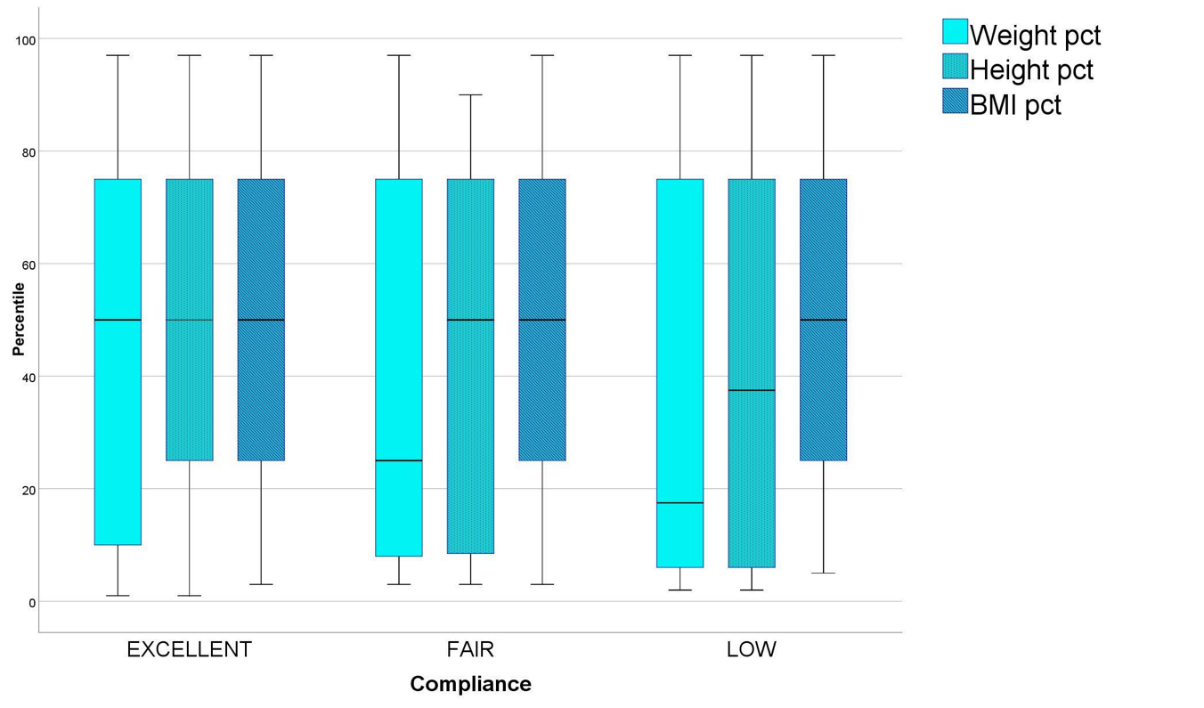 Weight pct
Height pct
BMI pct
Percentile
100
80
60
40
20
0
EXCELLENT
FAIR
LOW
Compliance